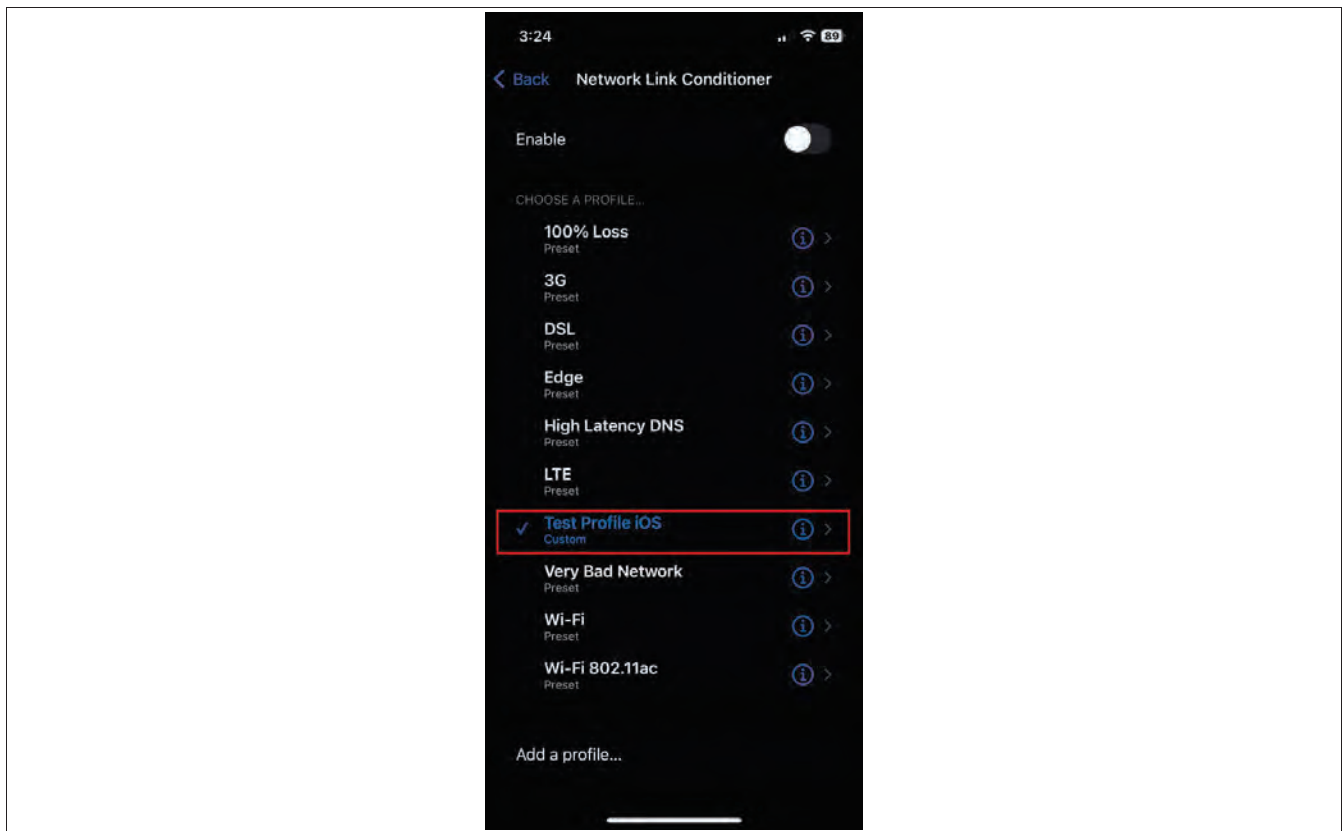 3:24
89
Back Network Link Conditioner
Enable
CHOOSE A PROFILE...
100% Loss
Preset
3G
Preset
DSL
Preset
Edge
Preset
High Latency DNS
Preset
LTE
Preset
Test Profile iOS
Custom
Very Bad Network
Preset
Wi-Fi
Preset
Wi-Fi 802.11ac
Preset
Add a profile...